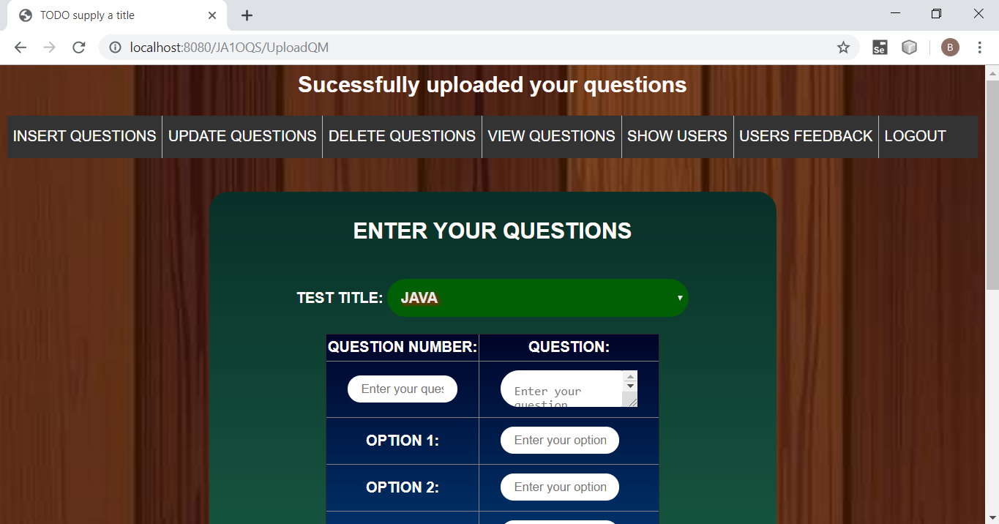 TODO supply a title
localhost:8080/JA1OQS/UploadQM
Se
B
Sucessfully uploaded your questions
INSERT QUESTIONS UPDATE QUESTIONS DELETE QUESTIONS VIEW QUESTIONS SHOW USERS USERS FEEDBACK LOGOUT
ENTER YOUR QUESTIONS
TEST TITLE: JAVA
QUESTION NUMBER: QUESTION:
Enter your ques Enter your
question
OPTION 1: Enter your option
OPTION 2: Enter your option